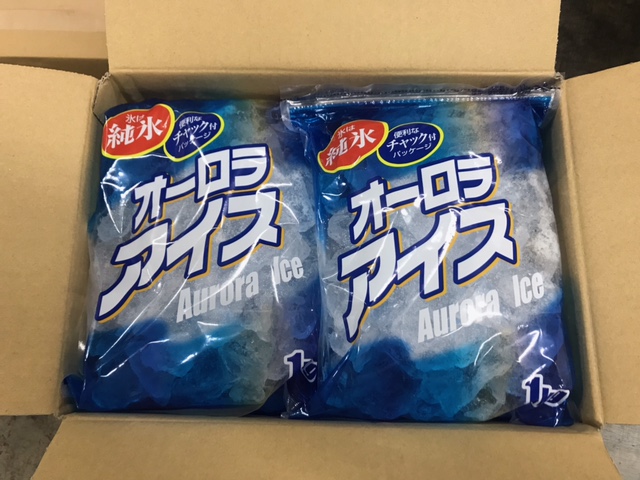 氷は
純氷
便利な
チャック付
パッケージ
オーロラ
アイス
Aurora Ice
氷は
純氷
便利な
チャック付
パッケージ
オーロラ
アイス
Aurora Ice